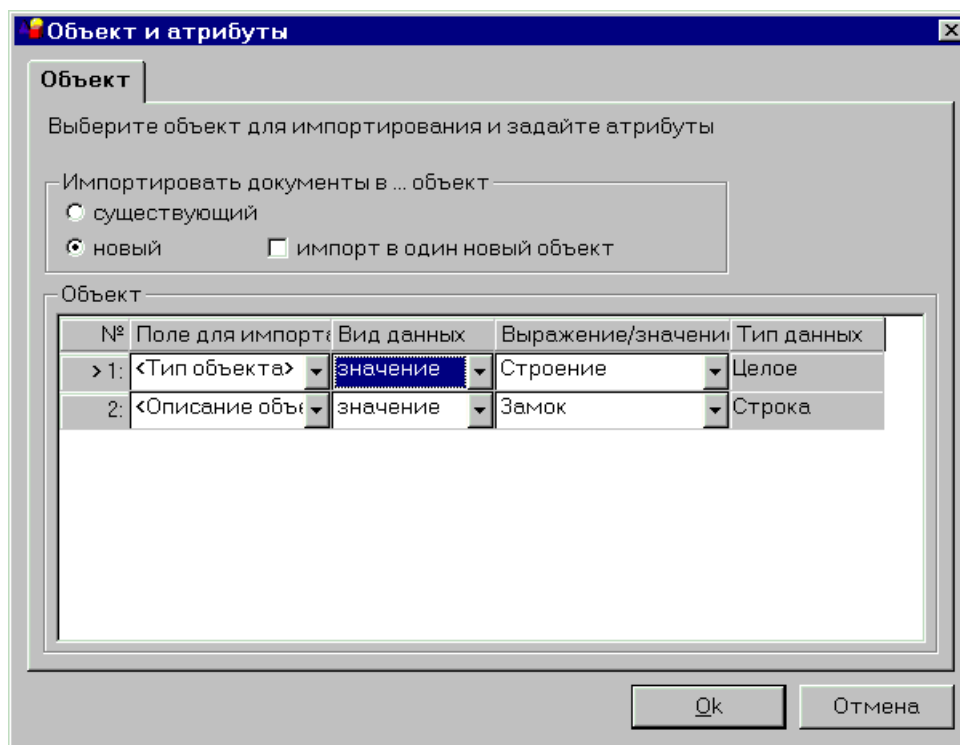 Объект и атрибуты
Объект
Выберите объект для импортирования и задайте атрибуты
Импортировать документы в ... объект
существующий
новый импорт в один новый объект
Объект
№ Поле для импорта Вид данных Выражение/значени Тип данных
1: <Тип объекта> значение Строение Целое
2: <Описание объе значение Замок Строка
Ok Отмена